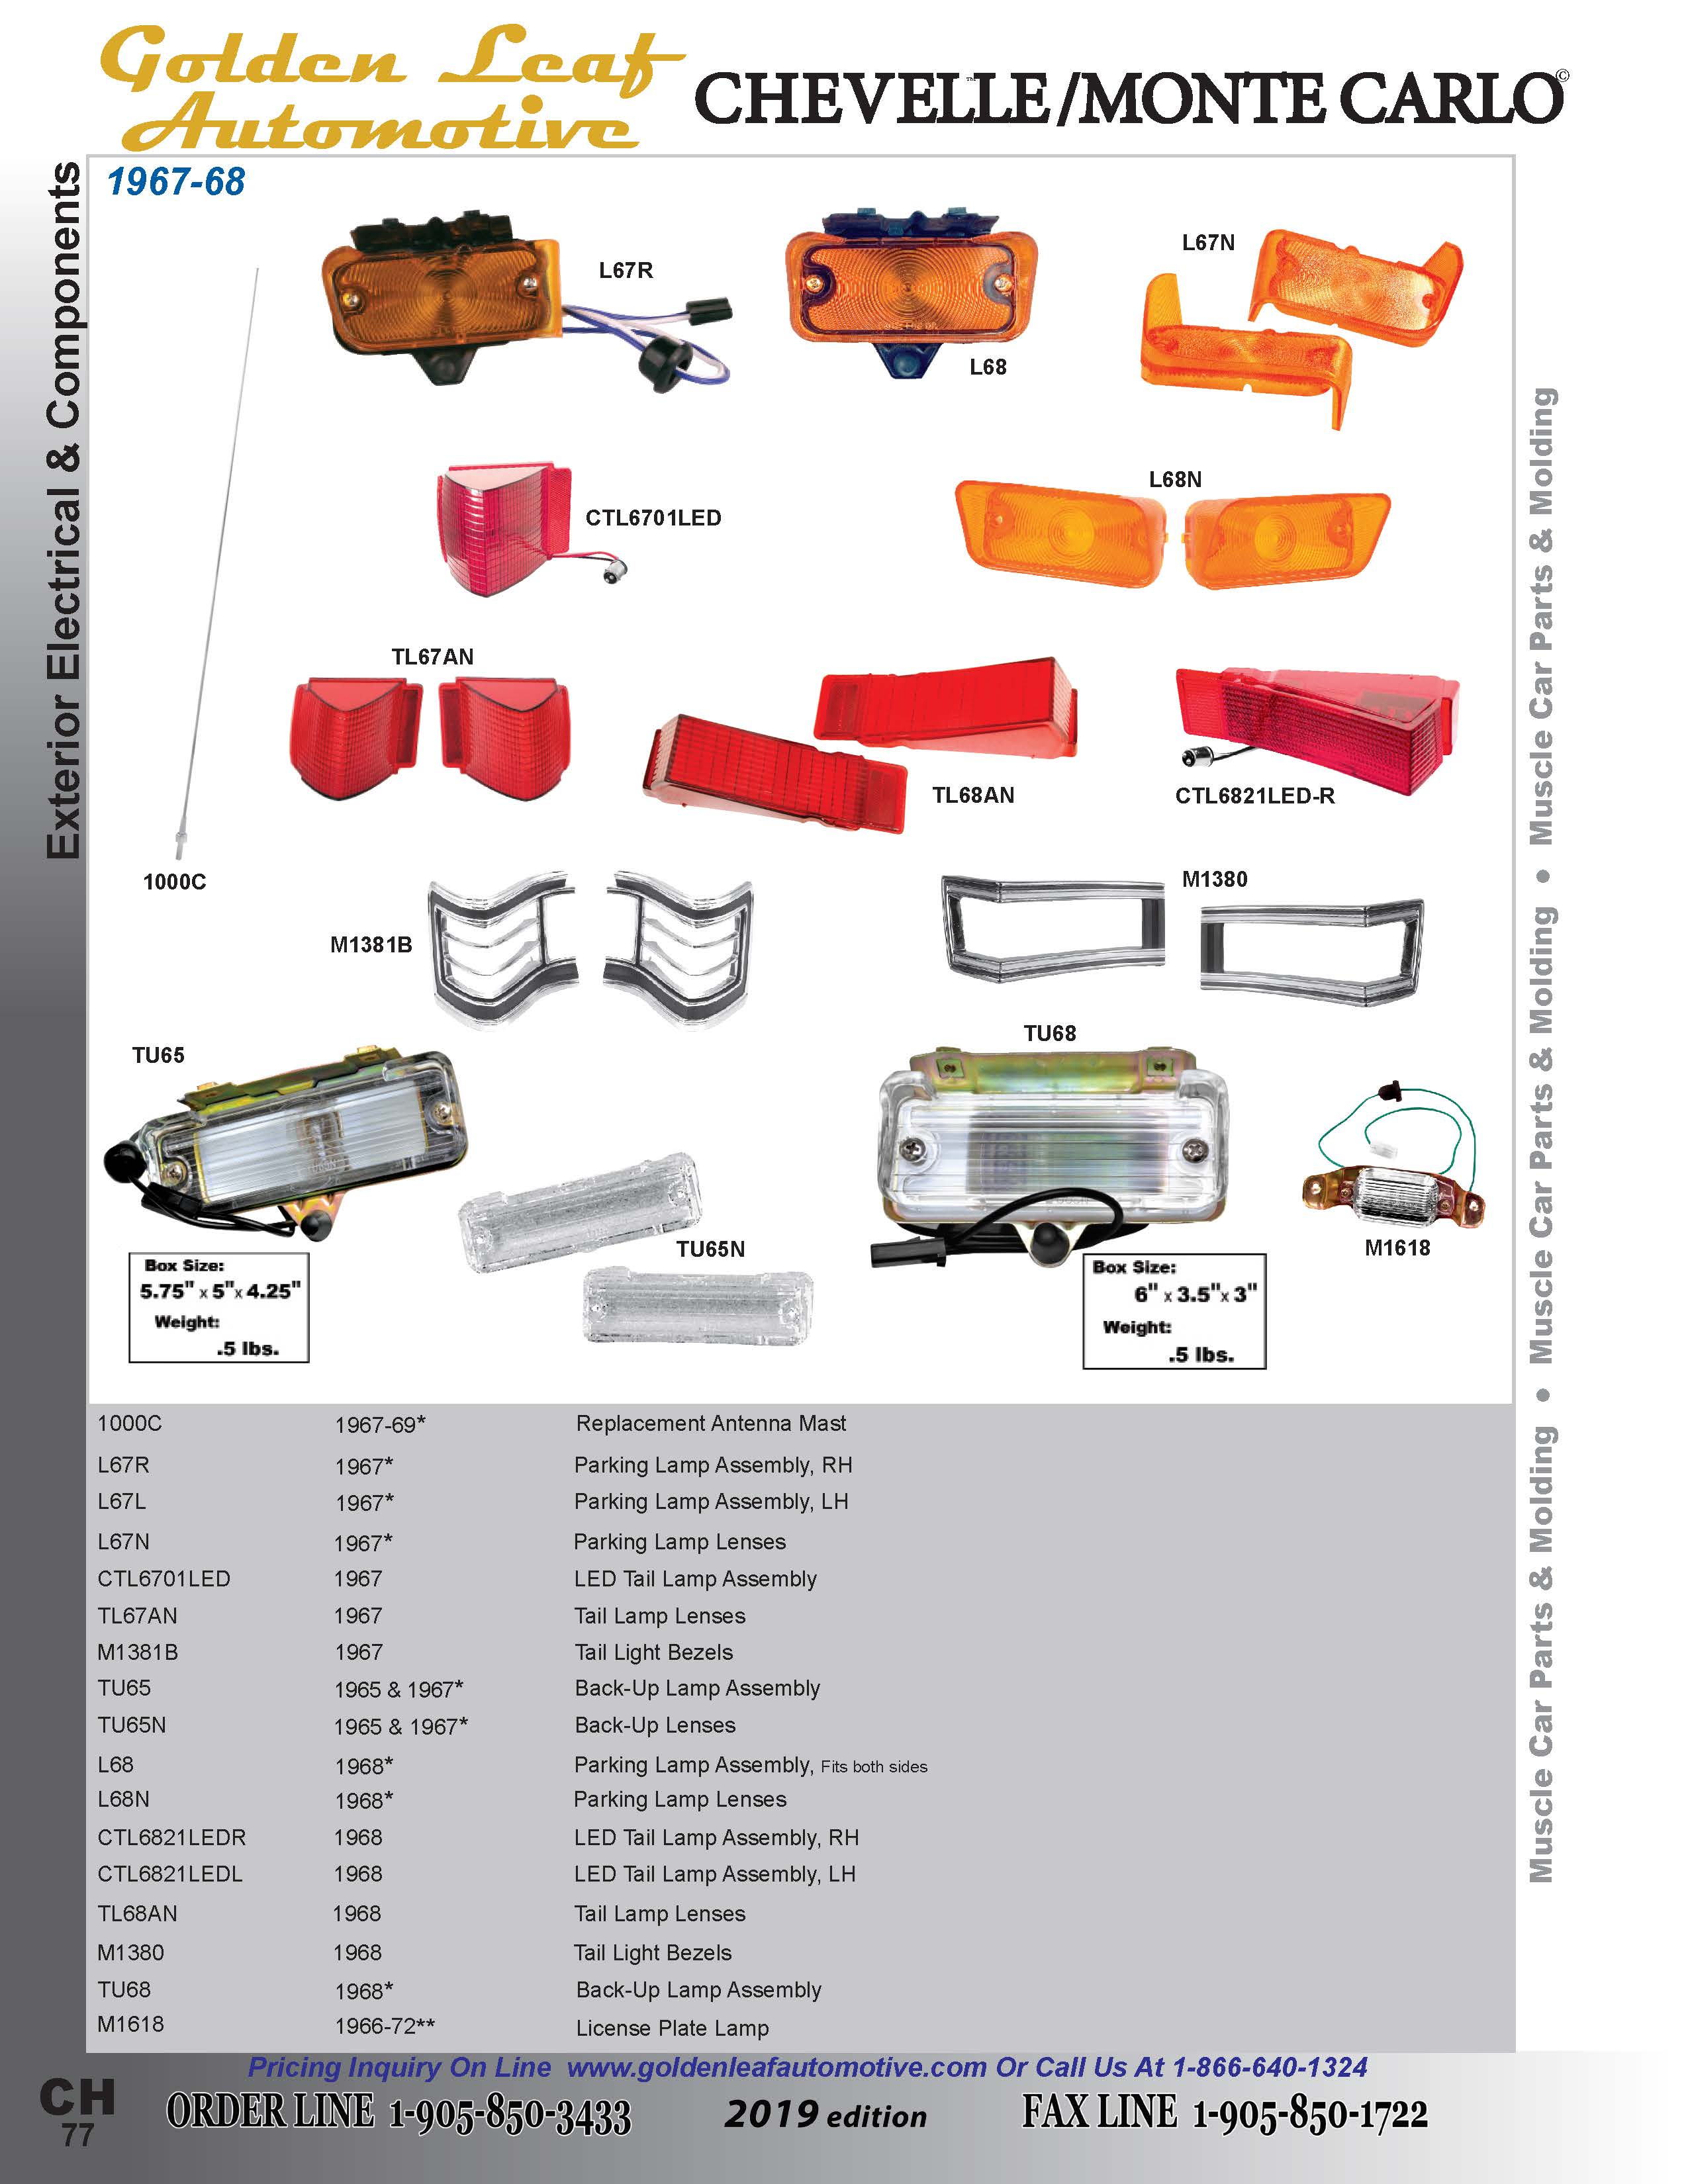 Golden Leaf
Automotive
CHEVELLE/MONTE CARLO©
™
Exterior Electrical & Components
1967-68
L67R
L68
L67N
CTL6701LED
L68N
TL67AN
TL68AN
CTL6821LED-R
1000C
M1381B
M1380
TU65
TU65N
TU68
M1618
Box Size:
5.75" x 5"x 4.25"
Weight:
.5 lbs.
Box Size:
6" x 3.5"x 3"
Weight:
.5 lbs.
1000C 1967-69* Replacement Antenna Mast
L67R 1967* Parking Lamp Assembly, RH
L67L 1967* Parking Lamp Assembly, LH
L67N 1967* Parking Lamp Lenses
CTL6701LED 1967 LED Tail Lamp Assembly
TL67AN 1967 Tail Lamp Lenses
M1381B 1967 Tail Light Bezels
TU65 1965 & 1967* Back-Up Lamp Assembly
TU65N 1965 & 1967* Back-Up Lenses
L68 1968* Parking Lamp Assembly, Fits both sides
L68N 1968* Parking Lamp Lenses
CTL6821LEDR 1968 LED Tail Lamp Assembly, RH
CTL6821LEDL 1968 LED Tail Lamp Assembly, LH
TL68AN 1968 Tail Lamp Lenses
M1380 1968 Tail Light Bezels
TU68 1968* Back-Up Lamp Assembly
M1618 1966-72** License Plate Lamp
Muscle Car Parts & Molding • Muscle Car Parts & Molding • Muscle Car Parts & Molding
Pricing Inquiry On Line www.goldenleafautomotive.com Or Call Us At 1-866-640-1324
CH
77
ORDER LINE 1-905-850-3433
2019 edition
FAX LINE 1-905-850-1722